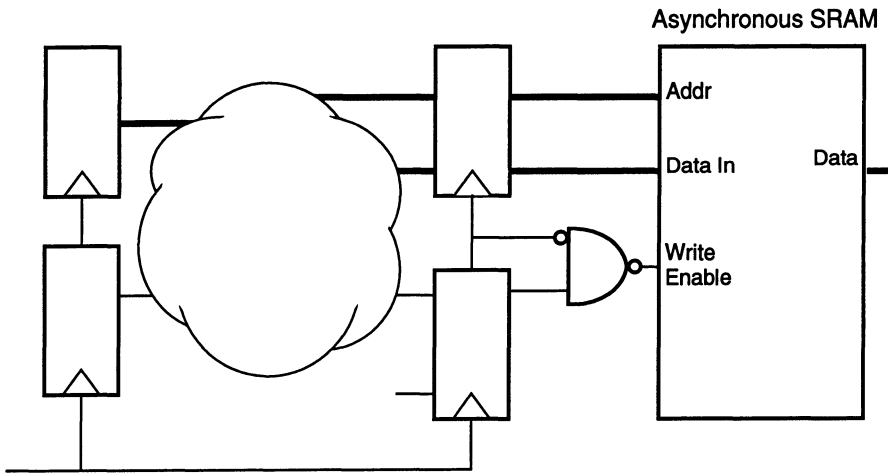 Asynchronous SRAM
Addr
Data In
Data
Write
Enable